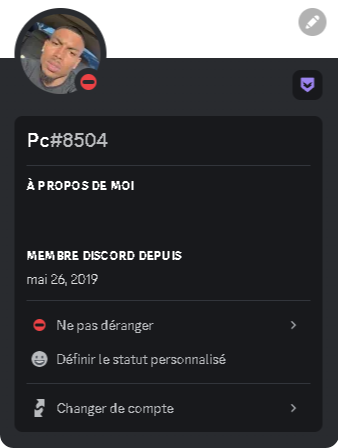 Pc#8504
À PROPOS DE MOI
MEMBRE DISCORD DEPUIS
mai 26, 2019
Ne pas déranger
Définir le statut personnalisé
Changer de compte